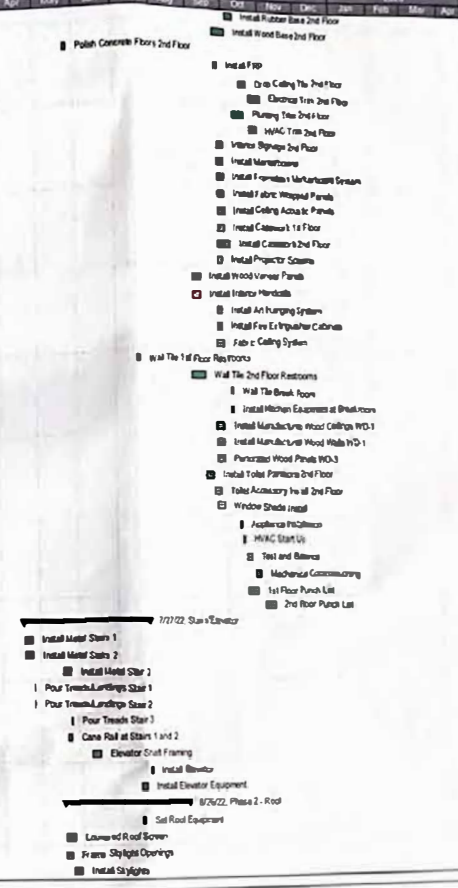 Apr May Sep Oct Nov Dec Jan Feb Mar Apr
Install Rubber Base 2nd Floor
Install Wood Base 2nd Floor
Polish Concrete Floors 2nd Floor
Install FRP
Drop Ceiling Tile 2nd Floor
Electrical Trim 2nd Floor
Plumbing Trim 2nd Floor
HVAC Trim 2nd Floor
Interior Signage 2nd Floor
Install Markerboards
Install Markerboard System
Install Fabric Wrapped Panels
Install Ceiling Acoustic Panels
Install Casework 1st Floor
Install Casework 2nd Floor
Install Projector Screens
Install Wood Veneer Panels
Install Interior Handrails
Install Art Hanging System
Install Fire Extinguisher Cabinets
Fabric Ceiling System
Wall Tile 1st Floor Restrooms
Wall Tile 2nd Floor Restrooms
Wall Tile Break Room
Install Kitchen Equipment at Breakroom
Install Manufactured Wood Ceilings WD-1
Install Manufactured Wood Walls WD-1
Perforated Wood Panels WD-3
Install Toilet Partitions 2nd Floor
Toilet Accessory Install 2nd Floor
Window Shade Install
Appliance Installation
HVAC Start Up
Test and Balance
Mechanical Commissioning
1st Floor Punch List
2nd Floor Punch List
7/27/22, Stairs/Elevator
Install Metal Stairs 1
Install Metal Stairs 2
Install Metal Stair 3
Pour Treads/Landings Stair 1
Pour Treads/Landings Stair 2
Pour Treads Stair 3
Cane Rail at Stairs 1 and 2
Elevator Shaft Framing
Install Elevator
Install Elevator Equipment
8/26/22, Phase 2 - Roof
Set Roof Equipment
Louvered Roof Screen
Frame Skylight Openings
Install Skylights